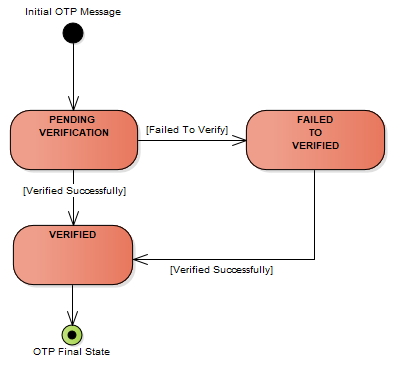 Initial OTP Message
PENDING
VERIFICATION
[Failed To Verify]
FAILED
TO
VERIFIED
[Verified Successfully]
VERIFIED
[Verified Successfully]
OTP Final State